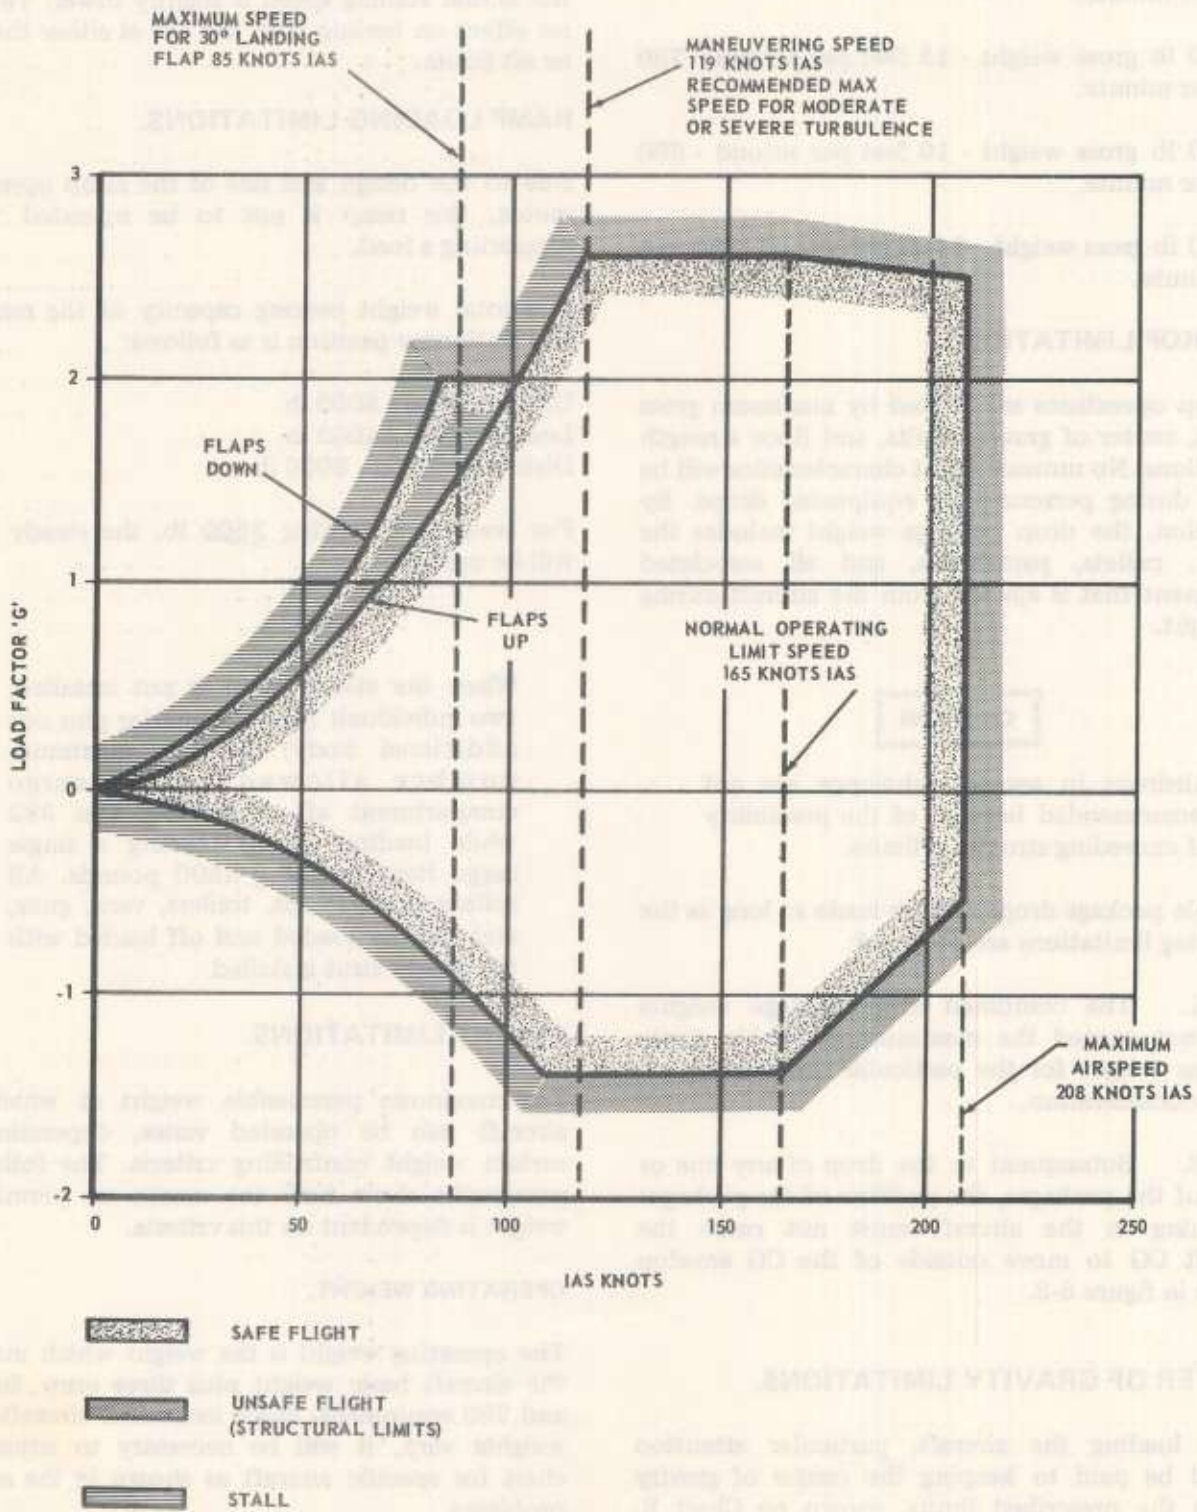 MAXIMUM SPEED
FOR 30° LANDING
FLAP 85 KNOTS IAS
MANEUVERING SPEED
119 KNOTS IAS
RECOMMENDED MAX
SPEED FOR MODERATE
OR SEVERE TURBULENCE
3
2
FLAPS
DOWN
1
FLAPS
UP
NORMAL OPERATING
LIMIT SPEED
165 KNOTS IAS
LOAD FACTOR 'G'
0
-1
MAXIMUM
AIRSPEED
208 KNOTS IAS
-2
0 50 100 150 200 250
IAS KNOTS
SAFE FLIGHT
UNSAFE FLIGHT
(STRUCTURAL LIMITS)
STALL